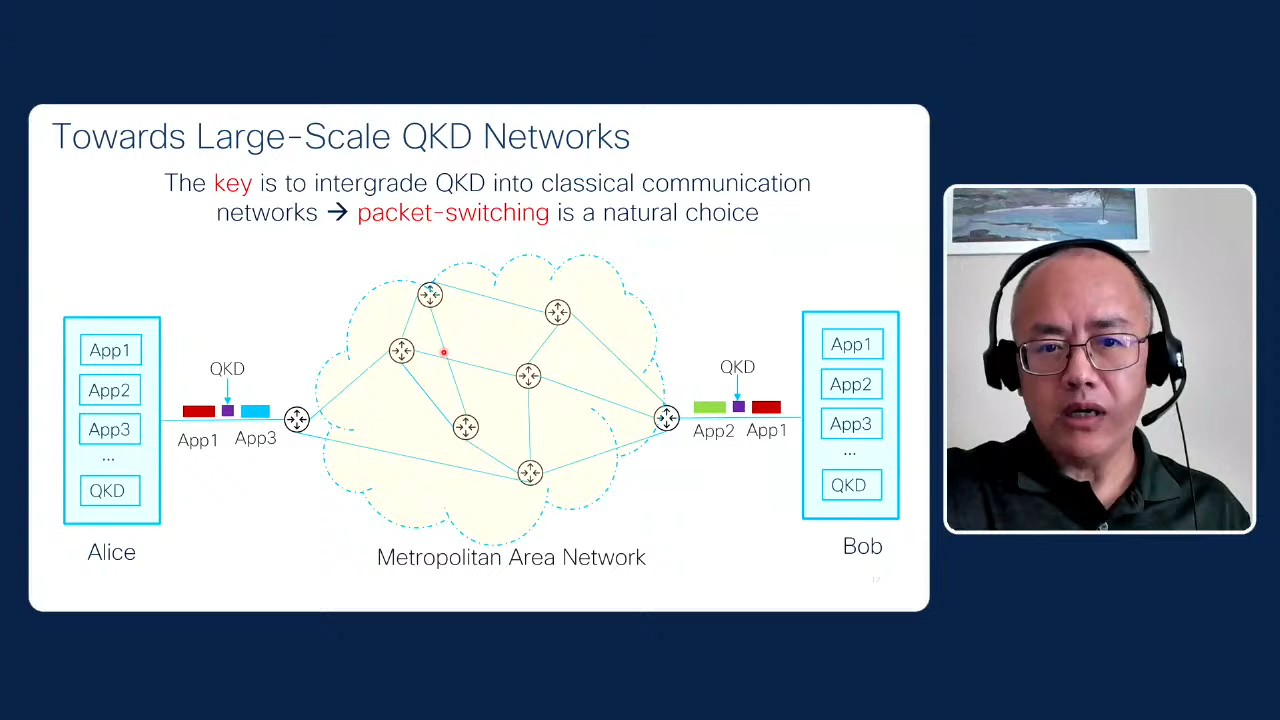 Towards Large-Scale QKD Networks
The key is to intergrade QKD into classical communication
networks → packet-switching is a natural choice
App1
App2
App3
...
QKD
Alice
QKD
App1
App3
Metropolitan Area Network
QKD
App2
App1
App1
App2
App3
...
QKD
Bob
12